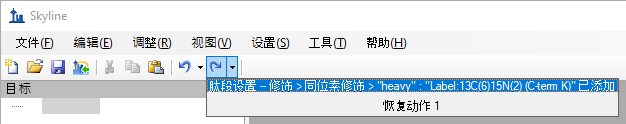 Skyline
文件(F) 编辑(E) 调整(R) 视图(V) 设置(S) 工具(T) 帮助(H)
目标
肽段设置 -- 修饰 > 同位素修饰 > "heavy" : "Label:13C(6)15N(2) (C-term K)" 已添加
恢复动作 1